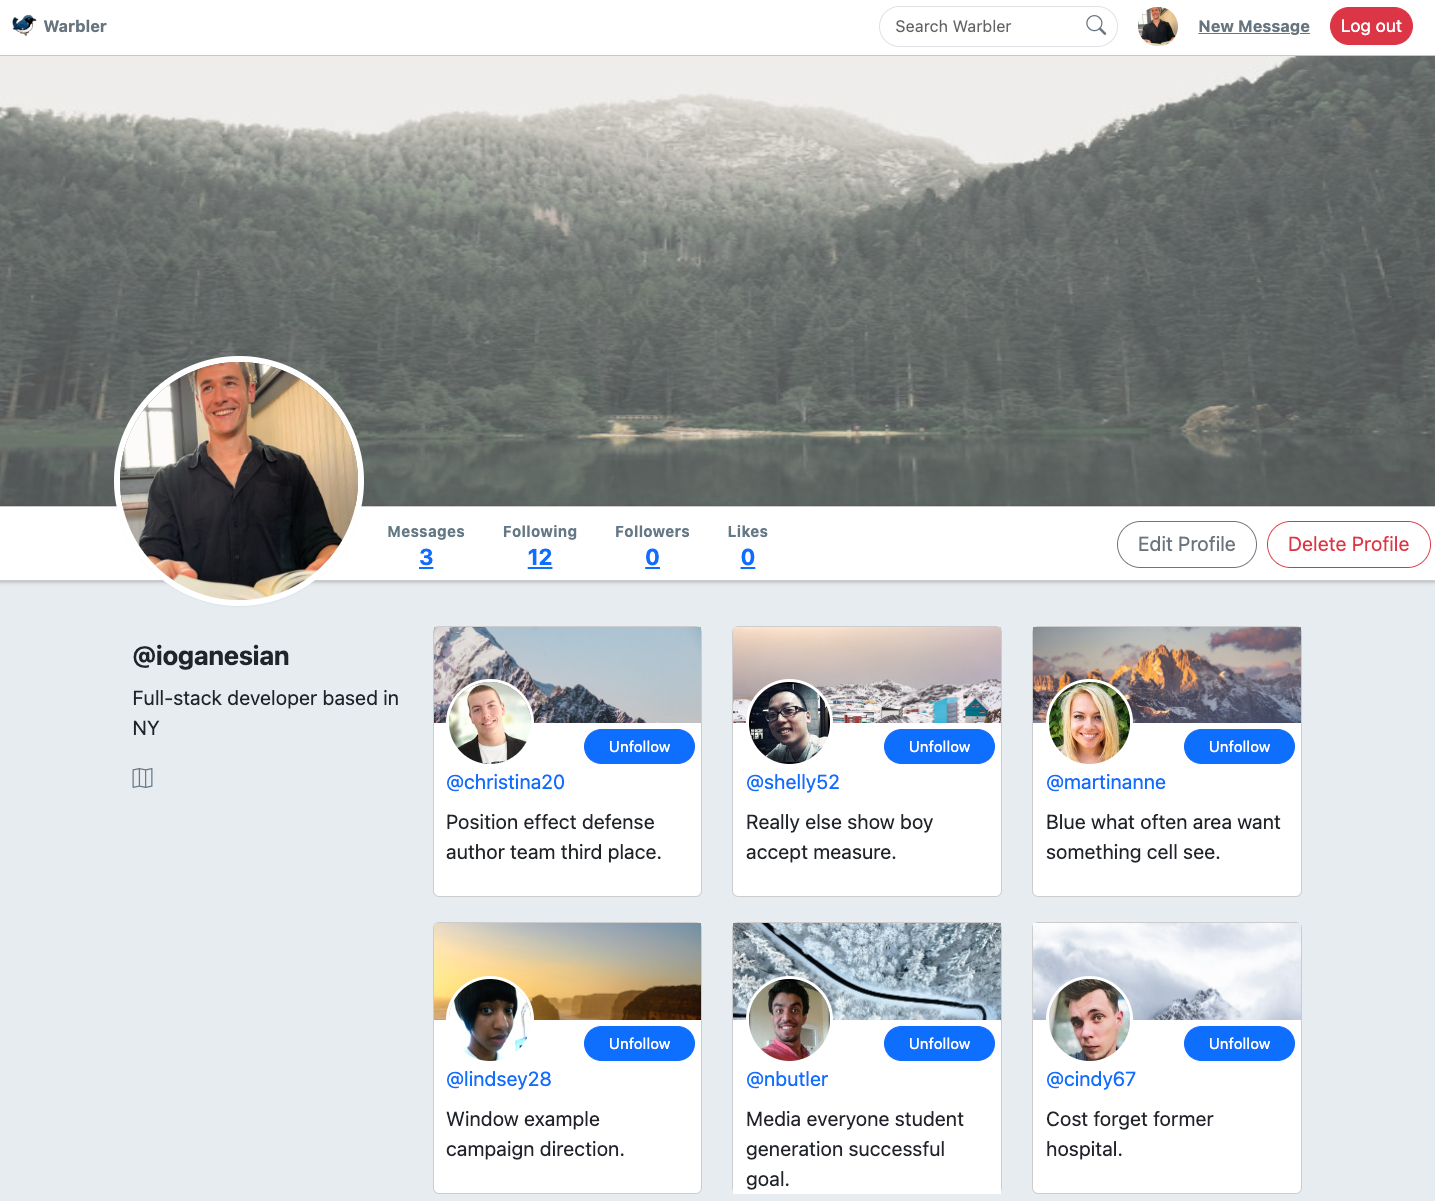 Warbler
Search Warbler
New Message
Log out
Messages
3
Following
12
Followers
0
Likes
0
Edit Profile
Delete Profile
@ioganesian
Full-stack developer based in
NY
Unfollow
@christina20
Position effect defense
author team third place.
Unfollow
@shelly52
Really else show boy
accept measure.
Unfollow
@martinanne
Blue what often area want
something cell see.
Unfollow
@lindsey28
Window example
campaign direction.
Unfollow
@nbutler
Media everyone student
generation successful
goal.
Unfollow
@cindy67
Cost forget former
hospital.